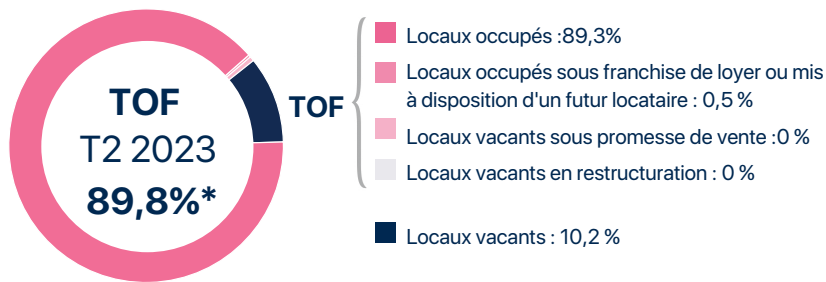 TOF
T2 2023
89,8%*
TOF
Locaux occupés :89,3%
Locaux occupés sous franchise de loyer ou mis
à disposition d'un futur locataire : 0,5 %
Locaux vacants sous promesse de vente :0 %
Locaux vacants en restructuration : 0 %
Locaux vacants : 10,2 %